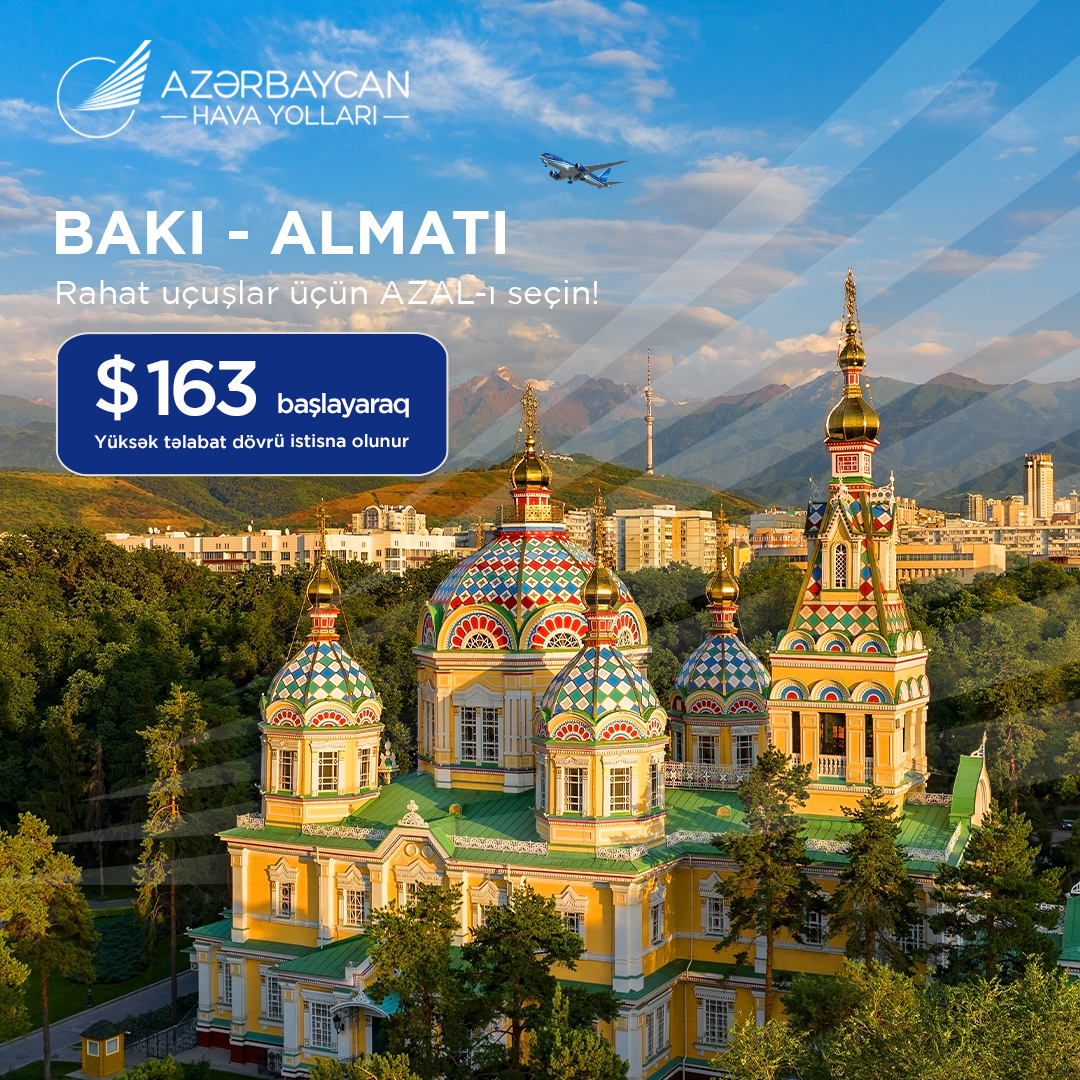 AZƏRBAYCAN
HAVA YOLLARI
BAKI - ALMATI
Rahat uçuşlar üçün AZAL-ı seçin!
$163 başlayaraq
Yüksək tələbat dövrü istisna olunur